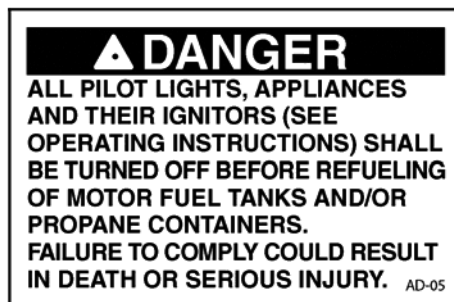 DANGER
ALL PILOT LIGHTS, APPLIANCES
AND THEIR IGNITORS (SEE
OPERATING INSTRUCTIONS) SHALL
BE TURNED OFF BEFORE REFUELING
OF MOTOR FUEL TANKS AND/OR
PROPANE CONTAINERS.
FAILURE TO COMPLY COULD RESULT
IN DEATH OR SERIOUS INJURY. AD-05